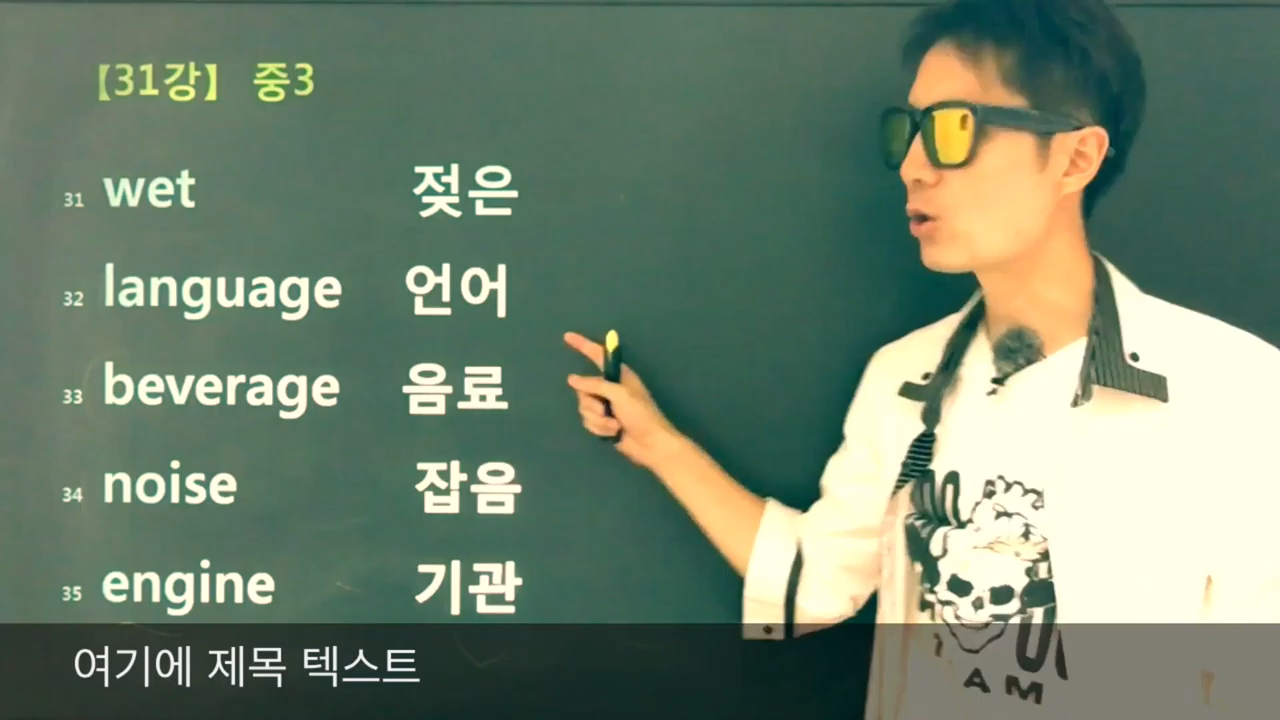 【31강】 중3
31 wet 젖은
32 language 언어
33 beverage 음료
34 noise 잡음
35 engine 기관
여기에 제목 텍스트
AM